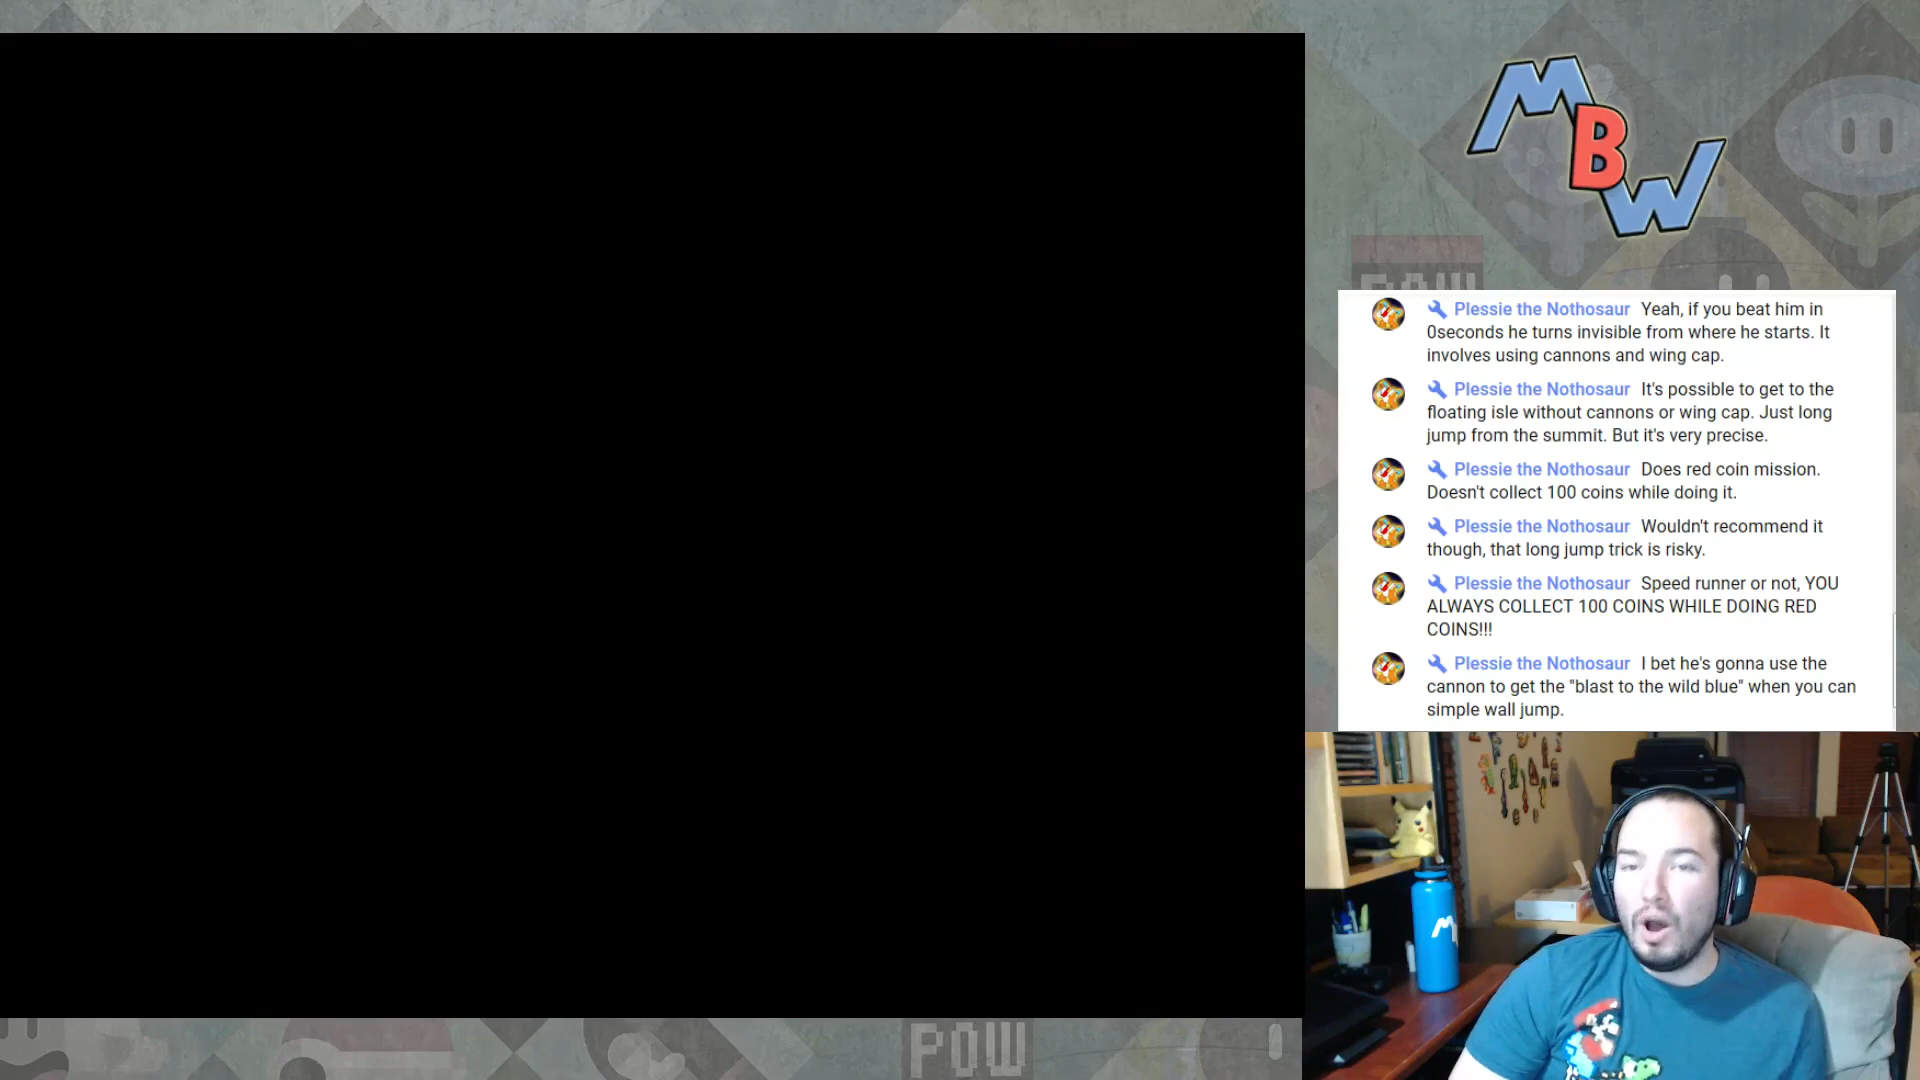 MBW
POW
Plessie the Nothosaur Yeah, if you beat him in
0seconds he turns invisible from where he starts. It
involves using cannons and wing cap.
Plessie the Nothosaur It's possible to get to the
floating isle without cannons or wing cap. Just long
jump from the summit. But it's very precise.
Plessie the Nothosaur Does red coin mission.
Doesn't collect 100 coins while doing it.
Plessie the Nothosaur Wouldn't recommend it
though, that long jump trick is risky.
Plessie the Nothosaur Speed runner or not, YOU
ALWAYS COLLECT 100 COINS WHILE DOING RED
COINS!!!
Plessie the Nothosaur I bet he's gonna use the
cannon to get the "blast to the wild blue" when you can
simple wall jump.
M
POW